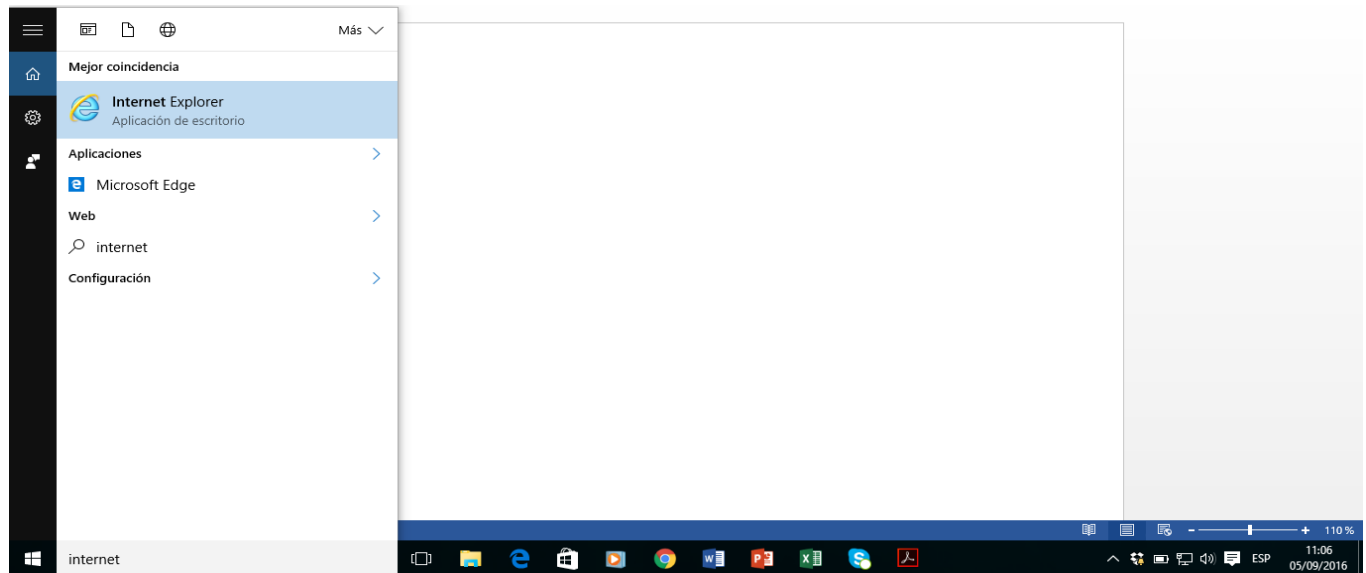 Más
Mejor coincidencia
Internet Explorer
Aplicación de escritorio
Aplicaciones
Microsoft Edge
Web
internet
Configuración
110 %
internet
ESP
11:06
05/09/2016